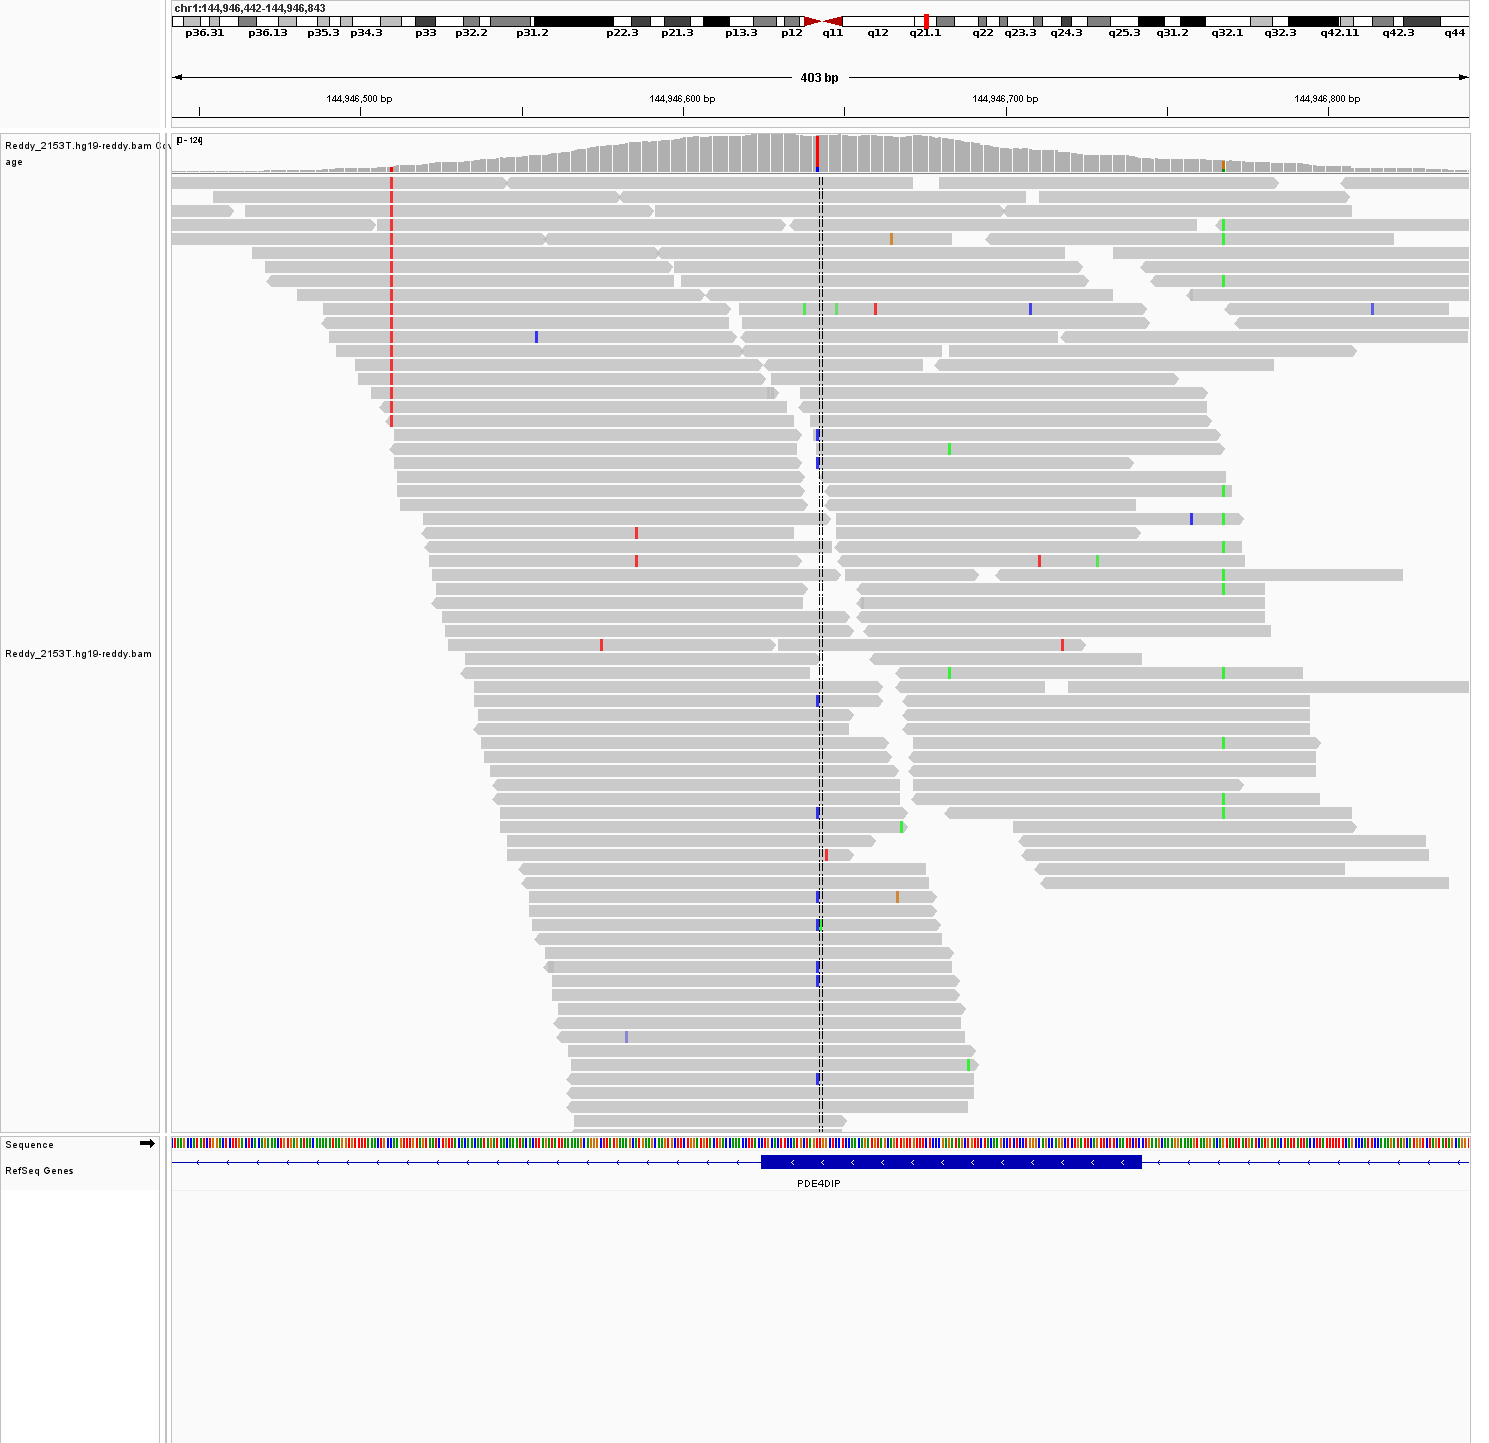 chr1:144,946,442-144,946,843
p36.31 p36.13 p35.3 p34.3 p33 p32.2 p31.2 p22.3 p21.3 p13.3 p12 q11 q12 q21.1 q22 q23.3 q24.3 q25.3 q31.2 q32.1 q32.3 q42.11 q42.3 q44
403 bp
144,946,500 bp 144,946,600 bp 144,946,700 bp 144,946,800 bp
[0 - 124]
Reddy_2153T.hg19-reddy.bam Cov
age
Reddy_2153T.hg19-reddy.bam
Sequence
RefSeq Genes
PDE4DIP